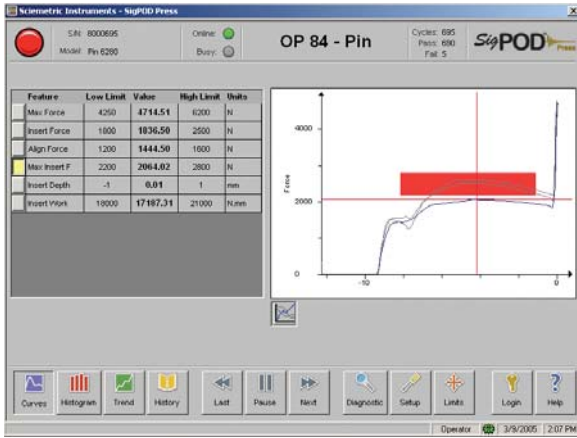 Sciemetric Instruments - SigPOD Press
S/N: 8000695
Model: Pin 6280
Online:
Busy:
OP 84 - Pin
Cycles: 695
Pass: 690
Fail: 5
SigPOD Press
Feature Low Limit Value High Limit Units
Max Force 4250 4714.51 6200 N
Insert Force 1800 1836.50 2500 N
Align Force 1200 1444.50 1600 N
Max Insert F 2200 2064.02 2800 N
Insert Depth -1 0.01 1 mm
Insert Work 18000 17187.31 21000 N.mm
Force
4000
2000
0
-10 0
Curves Histogram Trend History Last Pause Next Diagnostic Setup Limits Login Help
Operator 3/9/2005 2:07 PM